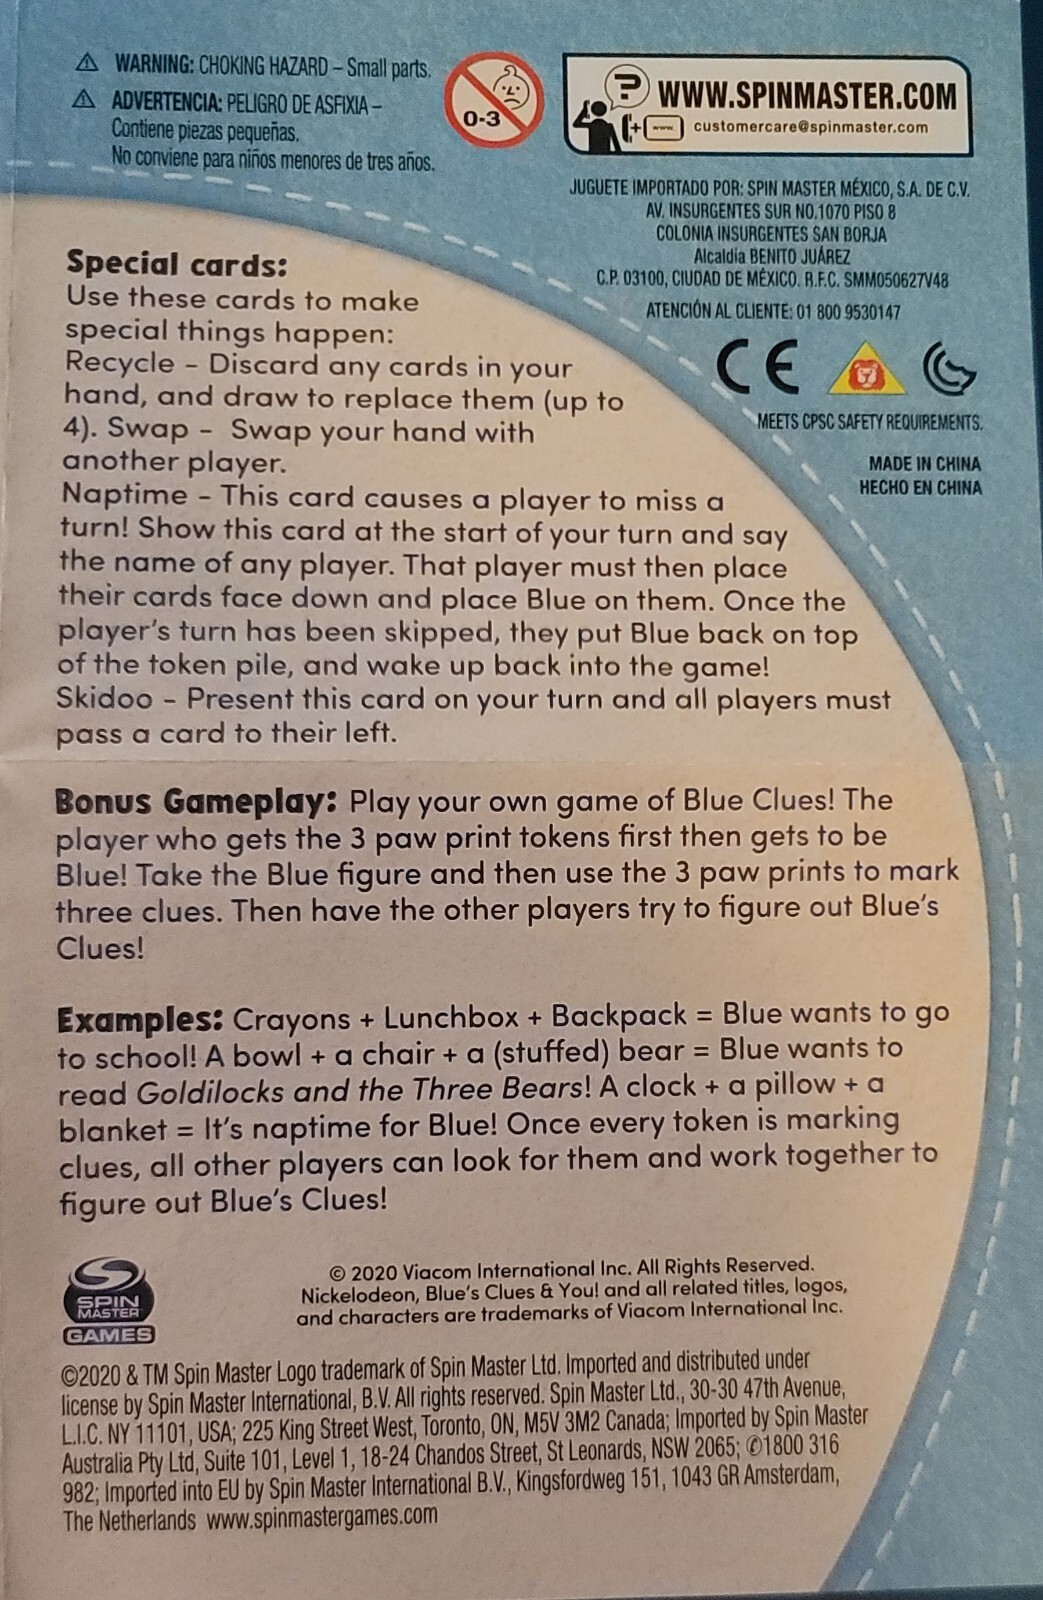 WARNING: CHOKING HAZARD – Small parts.
ADVERTENCIA: PELIGRO DE ASFIXIA –
Contiene piezas pequeñas.
No conviene para niños menores de tres años.
0-3
WWW.SPINMASTER.COM
+ www. customercare@spinmaster.com
JUGUETE IMPORTADO POR: SPIN MASTER MÉXICO, S.A. DE C.V.
AV. INSURGENTES SUR NO.1070 PISO 8
COLONIA INSURGENTES SAN BORJA
Alcaldía BENITO JUÁREZ
C.P. 03100, CIUDAD DE MÉXICO. R.F.C. SMM050627V48
ATENCIÓN AL CLIENTE: 01 800 9530147
CE
MEETS CPSC SAFETY REQUIREMENTS.
MADE IN CHINA
HECHO EN CHINA
Special cards:
Use these cards to make
special things happen:
Recycle – Discard any cards in your
hand, and draw to replace them (up to
4). Swap – Swap your hand with
another player.
Naptime – This card causes a player to miss a
turn! Show this card at the start of your turn and say
the name of any player. That player must then place
their cards face down and place Blue on them. Once the
player's turn has been skipped, they put Blue back on top
of the token pile, and wake up back into the game!
Skidoo – Present this card on your turn and all players must
pass a card to their left.
Bonus Gameplay: Play your own game of Blue Clues! The
player who gets the 3 paw print tokens first then gets to be
Blue! Take the Blue figure and then use the 3 paw prints to mark
three clues. Then have the other players try to figure out Blue's
Clues!
Examples: Crayons + Lunchbox + Backpack = Blue wants to go
to school! A bowl + a chair + a (stuffed) bear = Blue wants to
read Goldilocks and the Three Bears! A clock + a pillow + a
blanket = It's naptime for Blue! Once every token is marking
clues, all other players can look for them and work together to
figure out Blue's Clues!
SPIN
MASTER
GAMES
© 2020 Viacom International Inc. All Rights Reserved.
Nickelodeon, Blue's Clues & You! and all related titles, logos,
and characters are trademarks of Viacom International Inc.
©2020 & TM Spin Master Logo trademark of Spin Master Ltd. Imported and distributed under
license by Spin Master International, B.V. All rights reserved. Spin Master Ltd., 30-30 47th Avenue,
L.I.C. NY 11101, USA; 225 King Street West, Toronto, ON, M5V 3M2 Canada; Imported by Spin Master
Australia Pty Ltd, Suite 101, Level 1, 18-24 Chandos Street, St Leonards, NSW 2065; ✆1800 316
982; Imported into EU by Spin Master International B.V., Kingsfordweg 151, 1043 GR Amsterdam,
The Netherlands www.spinmastergames.com